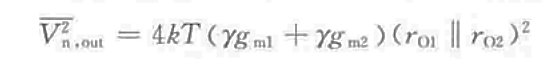 $\overline{V_{n,out}^2} = 4kT(\gamma g_{m1} + \gamma g_{m2})(r_{O1} \parallel r_{O2})^2$